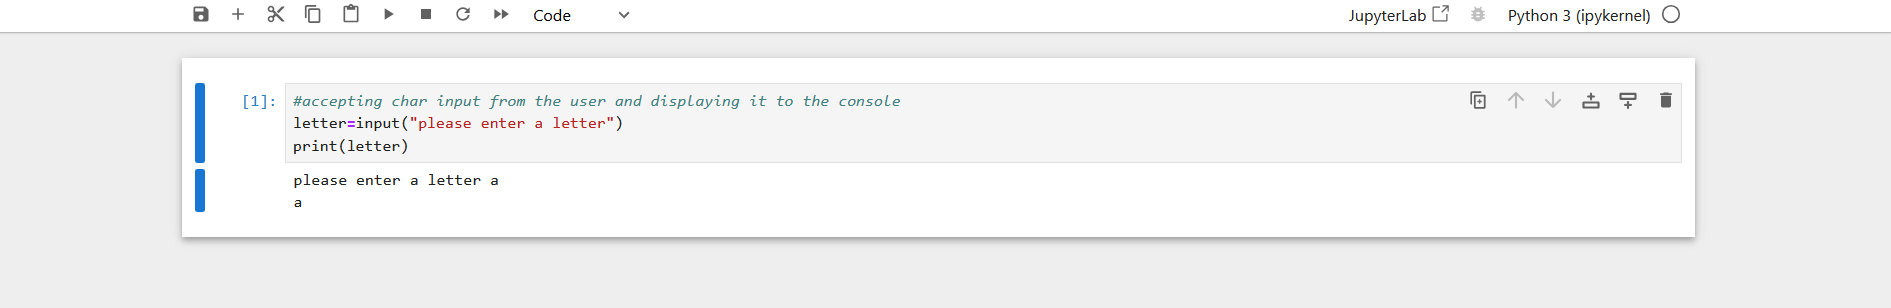 Code
JupyterLab
Python 3 (ipykernel)
[1]:
#accepting char input from the user and displaying it to the console
letter=input("please enter a letter")
print(letter)
please enter a letter a
a